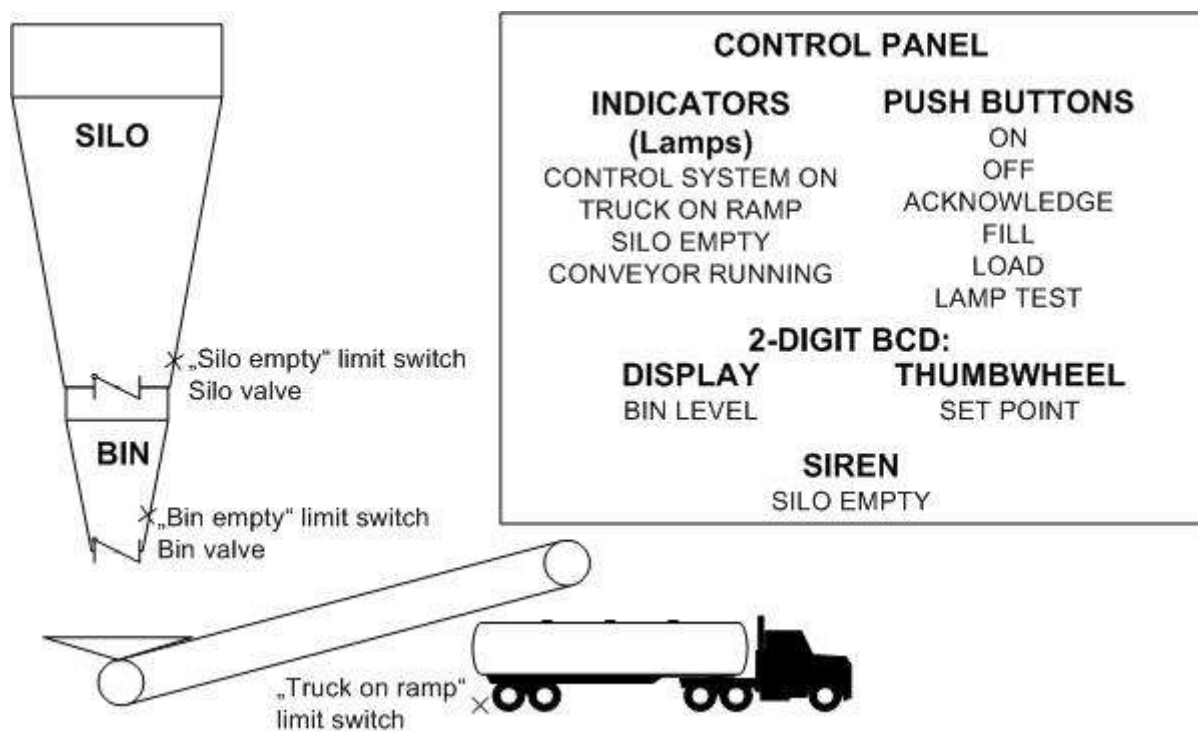 CONTROL PANEL
INDICATORS
(Lamps)
CONTROL SYSTEM ON
TRUCK ON RAMP
SILO EMPTY
CONVEYOR RUNNING
PUSH BUTTONS
ON
OFF
ACKNOWLEDGE
FILL
LOAD
LAMP TEST
2-DIGIT BCD:
DISPLAY
BIN LEVEL
THUMBWHEEL
SET POINT
SIREN
SILO EMPTY
SILO
„Silo empty“ limit switch
Silo valve
BIN
„Bin empty“ limit switch
Bin valve
„Truck on ramp“
limit switch